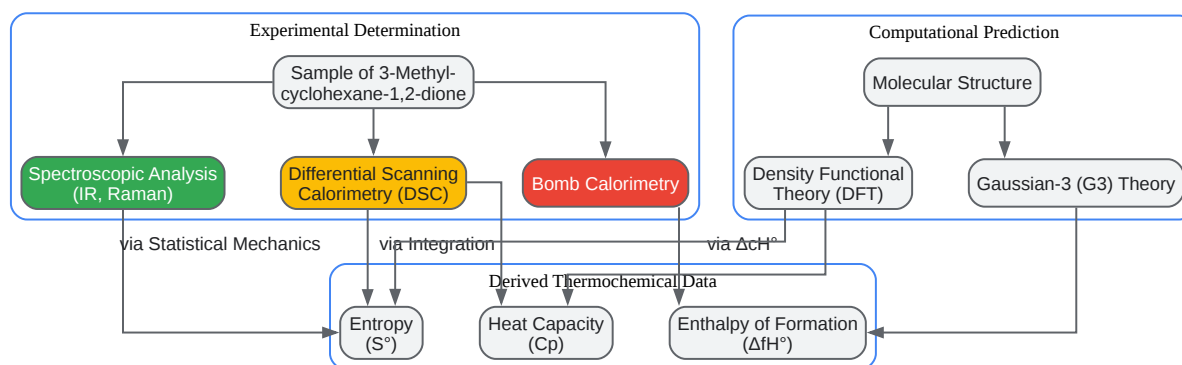 Experimental Determination
Computational Prediction
Sample of 3-Methyl-
cyclohexane-1,2-dione
Molecular Structure
Spectroscopic Analysis
(IR, Raman)
Differential Scanning
Calorimetry (DSC)
Bomb Calorimetry
Density Functional
Theory (DFT)
Gaussian-3 (G3) Theory
via Statistical Mechanics
via Integration
via ΔcH°
Derived Thermochemical Data
Entropy
(S°)
Heat Capacity
(Cp)
Enthalpy of Formation
(ΔfH°)